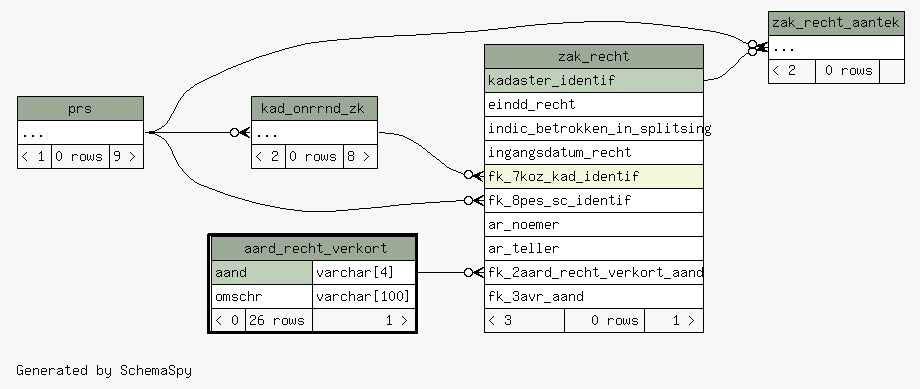 zak_recht_aantek
...
< 2 0 rows
zak_recht
kadaster_identif
eindd_recht
indic_betrokken_in_splitsing
ingangsdatum_recht
fk_7koz_kad_identif
fk_8pes_sc_identif
ar_noemer
ar_teller
fk_2aard_recht_verkort_aand
fk_3avr_aand
< 3 0 rows 1 >
prs
...
< 1 0 rows 9 >
kad_onrrnd_zk
...
< 2 0 rows 8 >
aard_recht_verkort
aand varchar[4]
omschr varchar[100]
< 0 26 rows 1 >
Generated by SchemaSpy